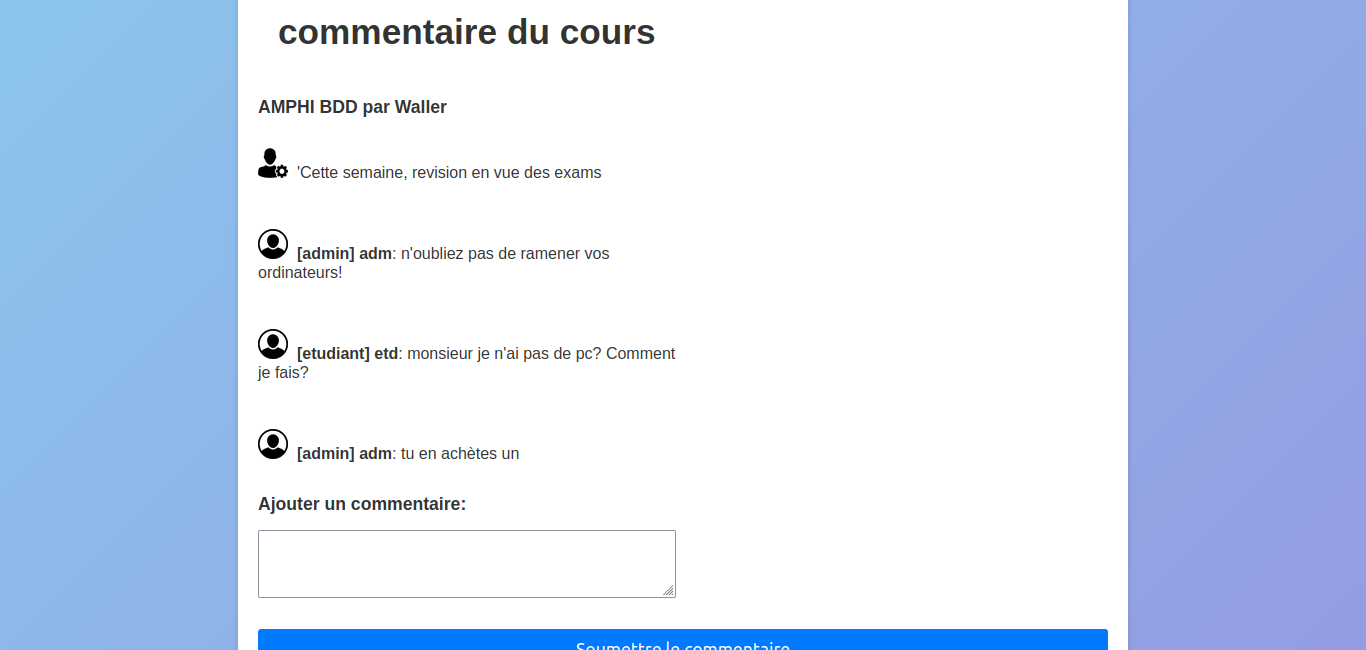 commentaire du cours
AMPHI BDD par Waller
'Cette semaine, revision en vue des exams
[admin] adm: n'oubliez pas de ramener vos
ordinateurs!
[etudiant] etd: monsieur je n'ai pas de pc? Comment
je fais?
[admin] adm: tu en achètes un
Ajouter un commentaire:
Soumettre le commentaire